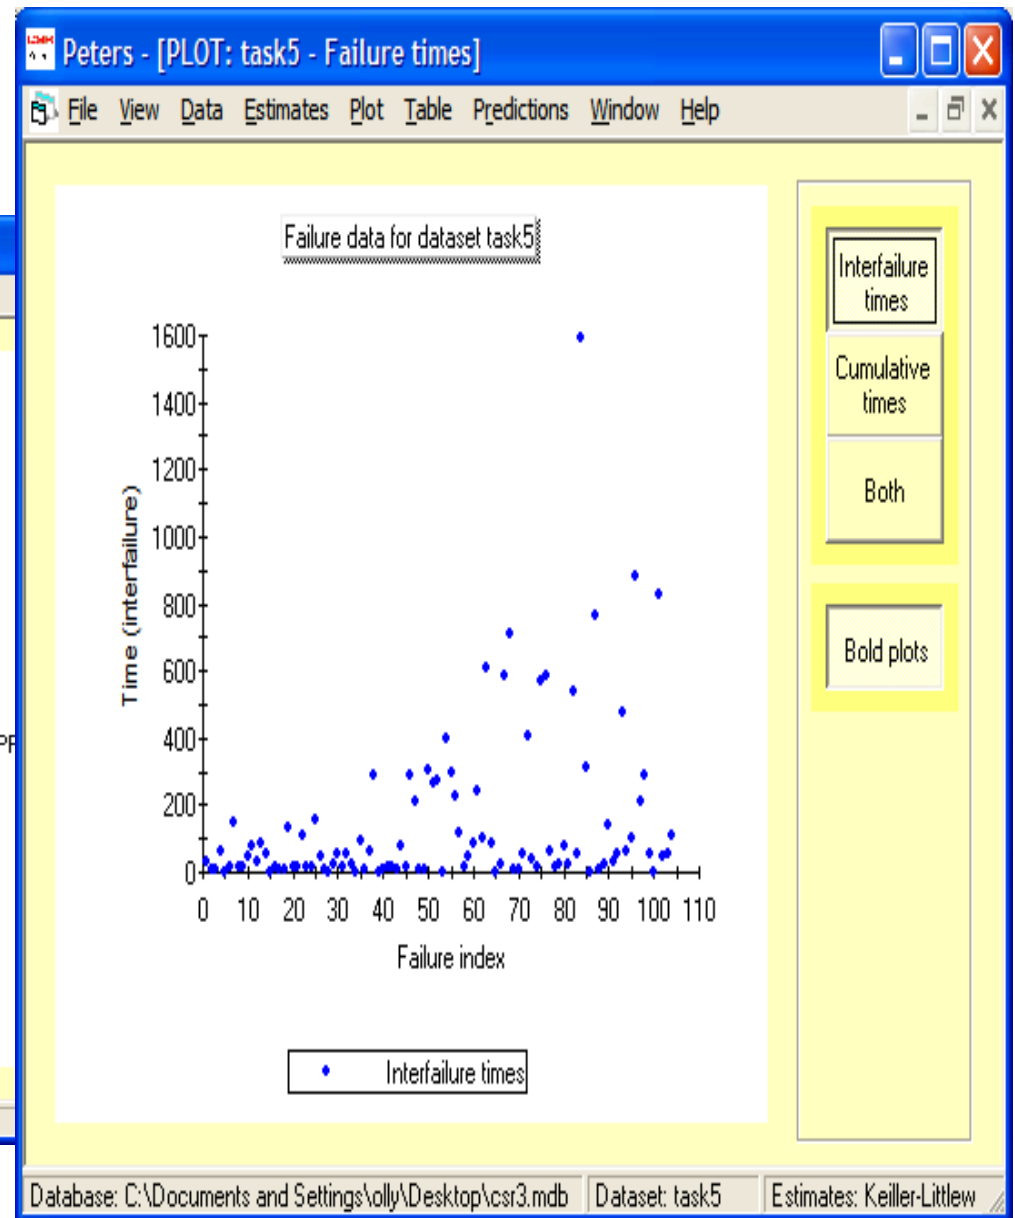 Peters - [PLOT: task5 - Failure times]
File View Data Estimates Plot Table Predictions Window Help
Failure data for dataset task5
Interfailure
times
Cumulative
times
Both
Bold plots
1600
1400
1200
1000
800
600
400
200
0
Time (interfailure)
0 10 20 30 40 50 60 70 80 90 100 110
Failure index
Interfailure times
Database: C:\Documents and Settings\olly\Desktop\csr3.mdb
Dataset: task5
Estimates: Keiller-Littlew